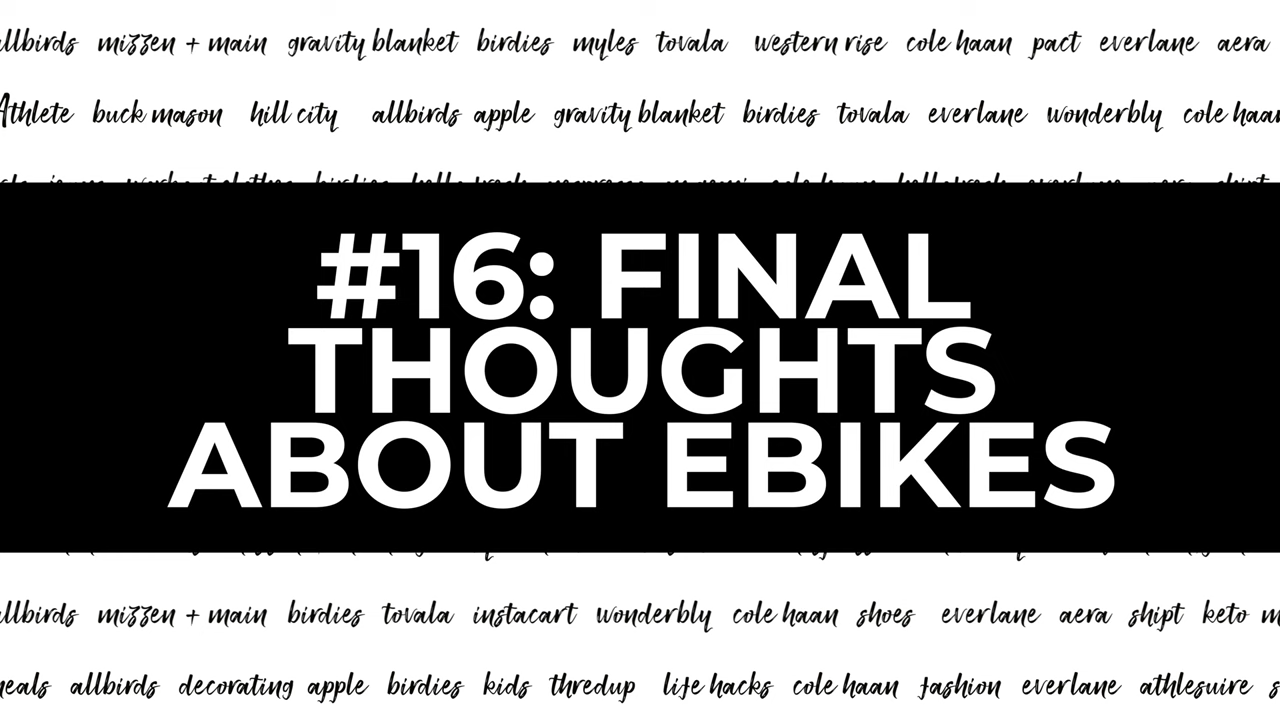 allbirds mizzen + main gravity blanket birdies myles tovala western rise cole haan pact everlane aera
Athlete buck mason hill city allbirds apple gravity blanket birdies tovala everlane wonderbly cole haan
#16: FINAL
THOUGHTS
ABOUT EBIKES
allbirds mizzen + main birdies tovala instacart wonderbly cole haan shoes everlane aera shipt keto
meals allbirds decorating apple birdies kids thredup life hacks cole haan fashion everlane athlesuire